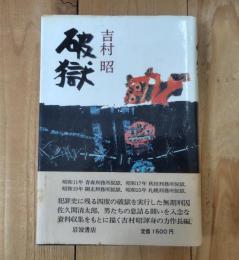 吉村 昭
破獄
昭和11年 青森刑務所脱獄、昭和17年 秋田刑務所脱獄、
昭和19年 網走刑務所脱獄、昭和23年 札幌刑務所脱獄。
犯罪史に残る四度の破獄を実行した無期刑囚
佐久間清太郎。男たちの息詰る闘いを入念な
資料収集をもとに描く吉村昭渾身の力作長編。
岩波書店
定価1500円